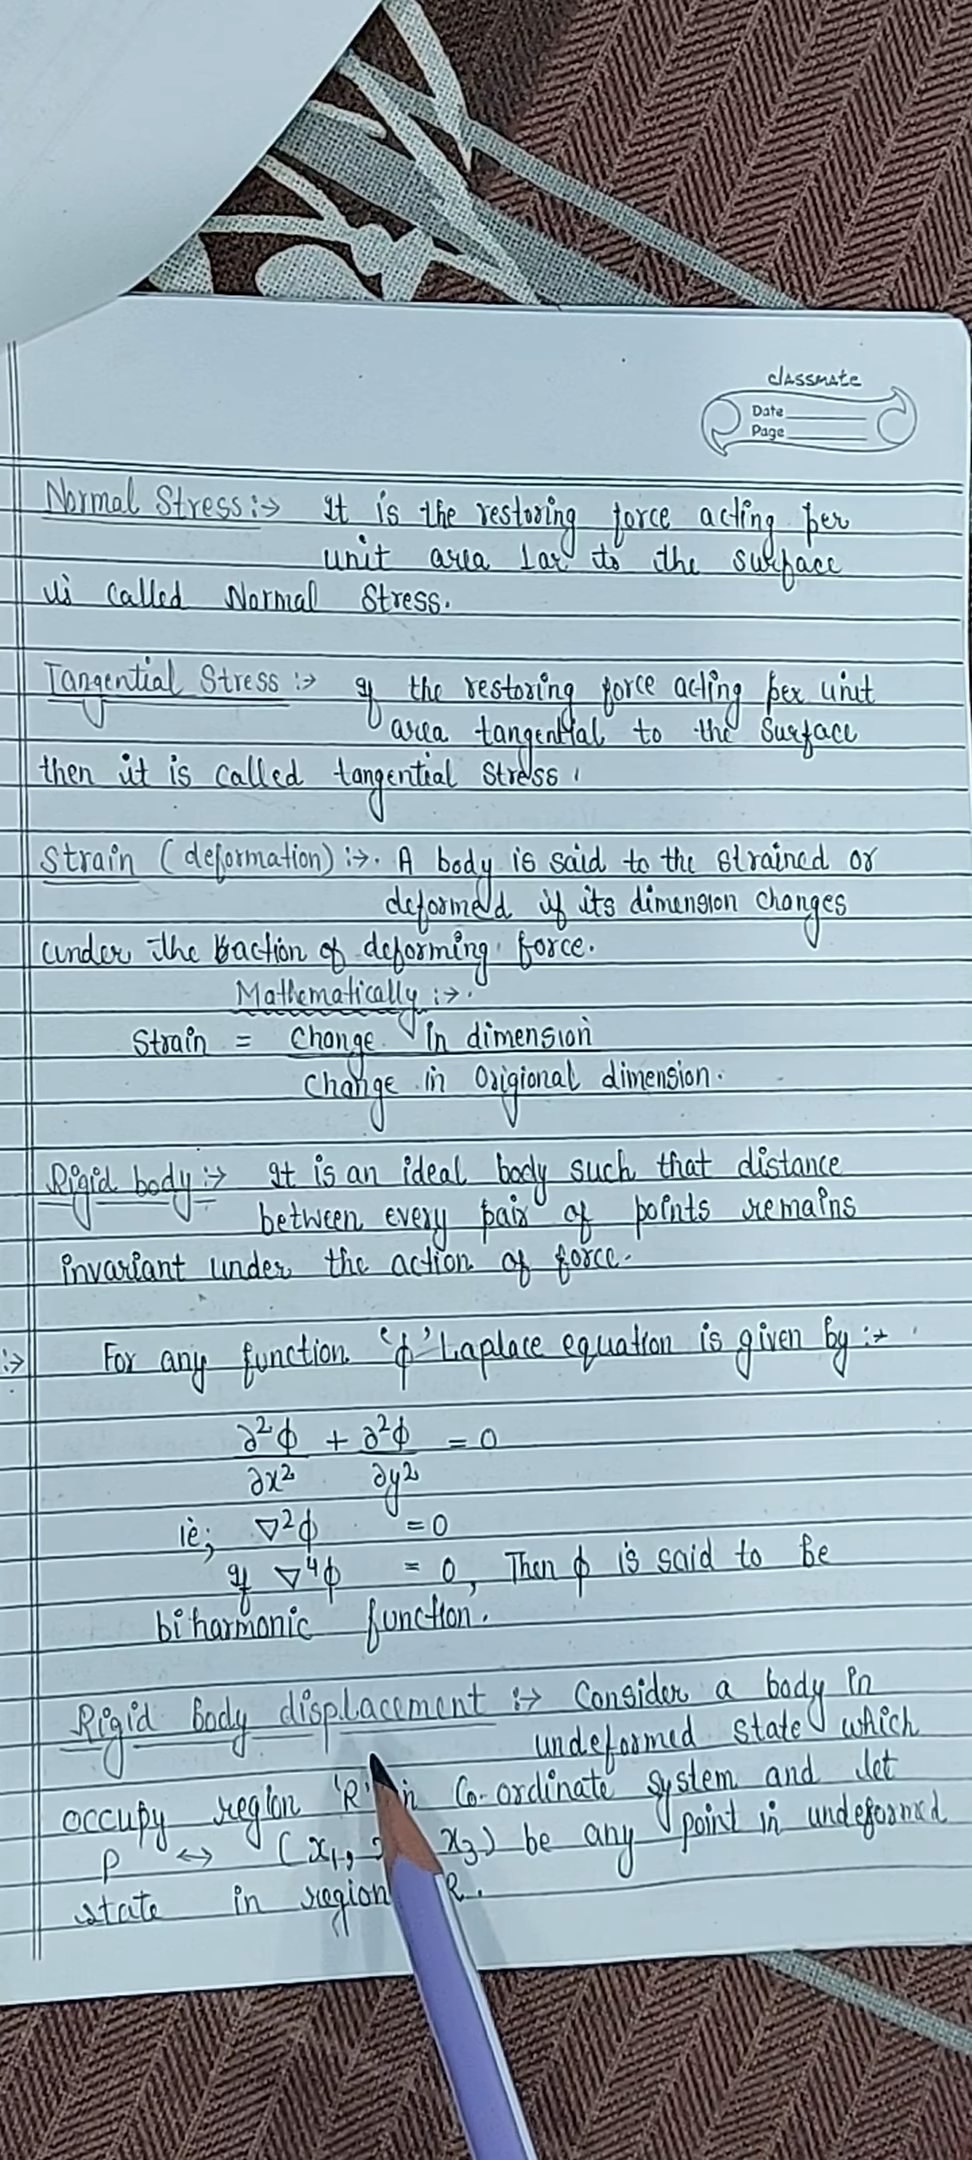 classmate
Date
Page
Normal Stress :-> It is the restoring force acting per
unit area lar to the surface
is called Normal Stress.
Tangential Stress :-> If the restoring force acting per unit
area tangential to the surface
then it is called tangential Stress.
Strain (deformation) :->. A body is said to the strained or
deformed if its dimension changes
under the action of deforming force.
Mathematically :->.
Strain = Change in dimension
Change in Origional dimension.
Rigid body :-> It is an ideal body such that distance
between every pair of points remains
invariant under the action of force.
:-> For any function 'ϕ' Laplace equation is given by :->
∂²ϕ + ∂²ϕ = 0
∂x² ∂y²
ie; ∇²ϕ = 0
If ∇⁴ϕ = 0, Then ϕ is said to be
biharmonic function.
Rigid body displacement :-> Consider a body in
undeformed state which
occupy region 'R' in Co-ordinate system and let
P <-> (x₁, x₃) be any point in undeformed
state in region R.